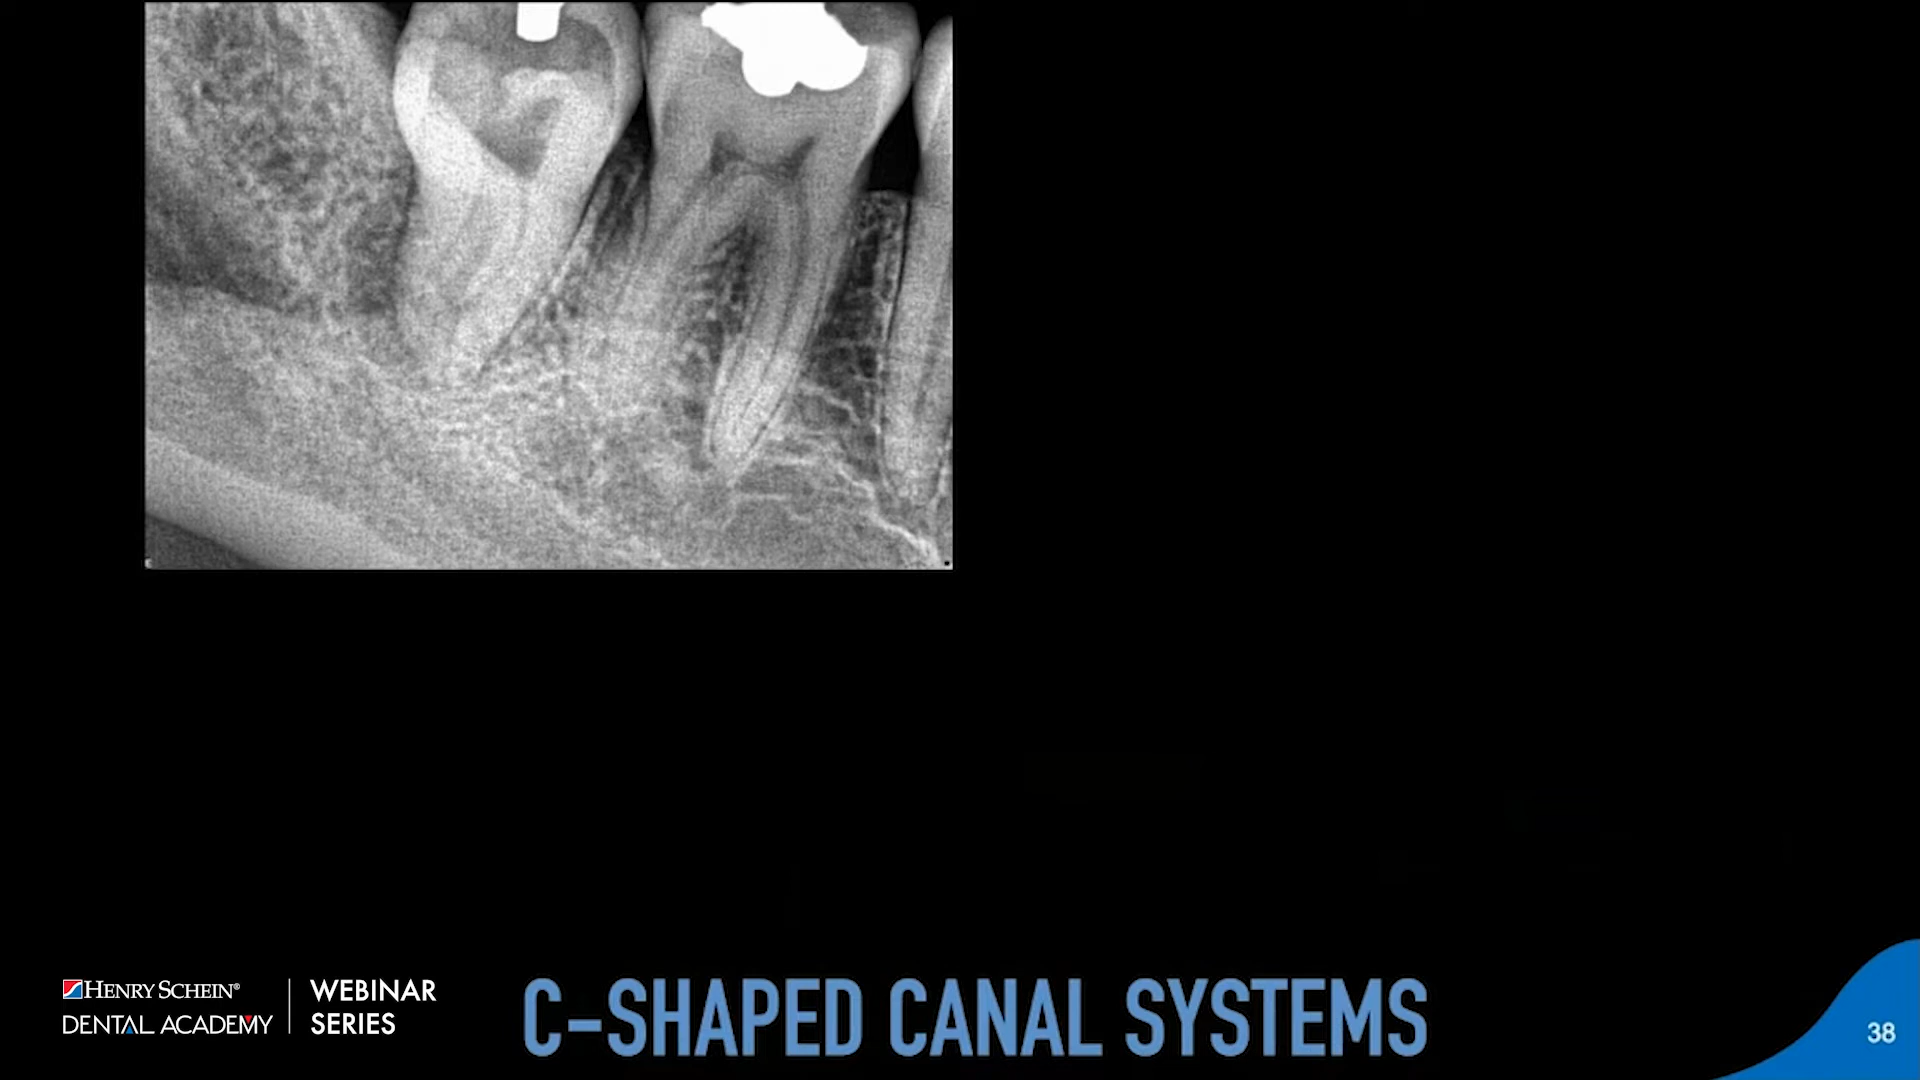 HENRY SCHEIN®
DENTAL ACADEMY
WEBINAR
SERIES
C-SHAPED CANAL SYSTEMS
38